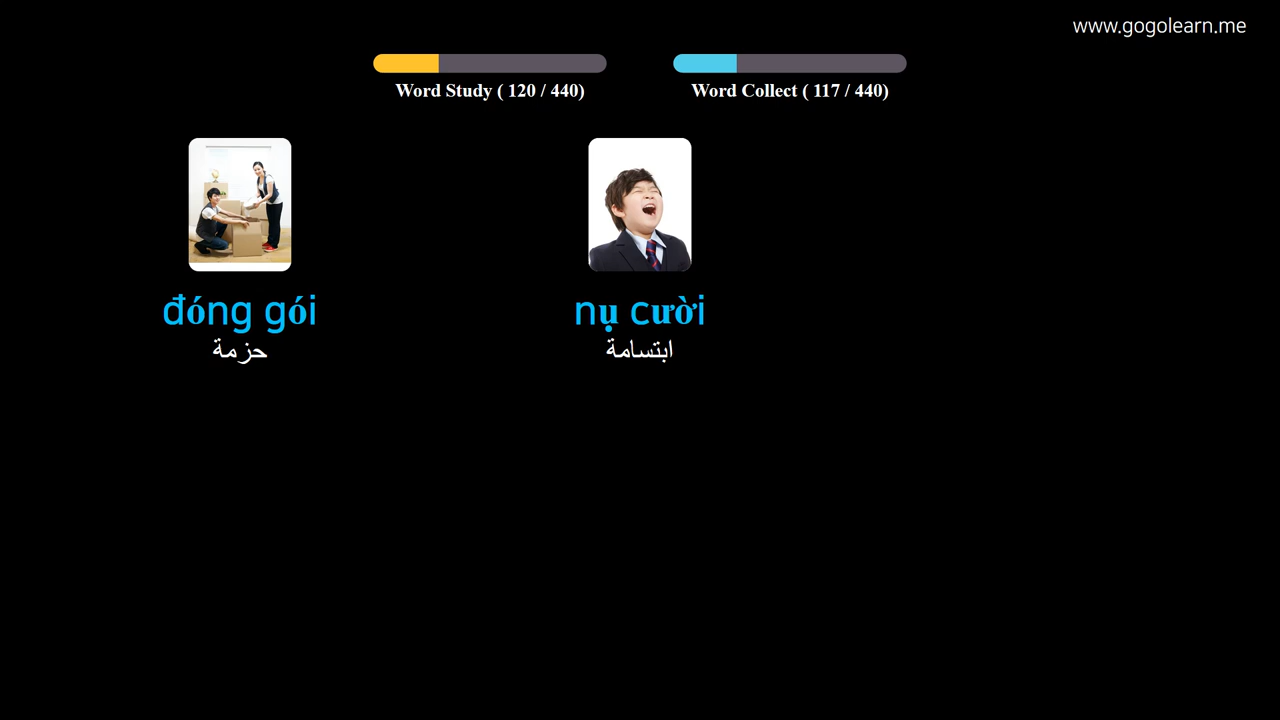 www.gogolearn.me
Word Study ( 120 / 440)
Word Collect ( 117 / 440)
đóng gói
حزمة
nụ cười
ابتسامة